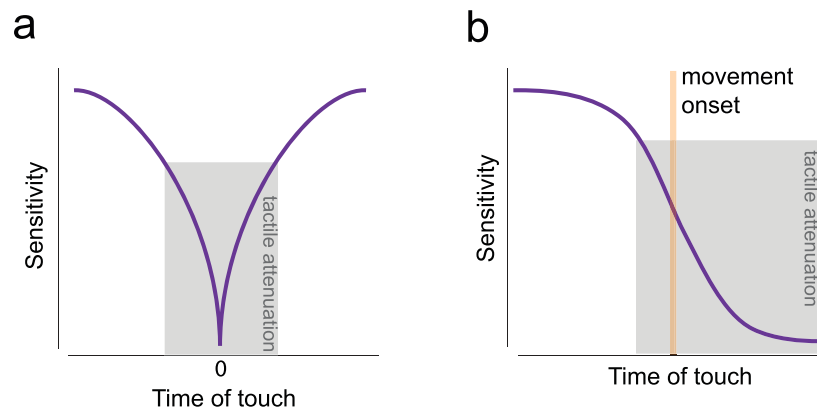 a
Sensitivity
tactile attenuation
0
Time of touch
b
movement
onset
Sensitivity
tactile attenuation
Time of touch